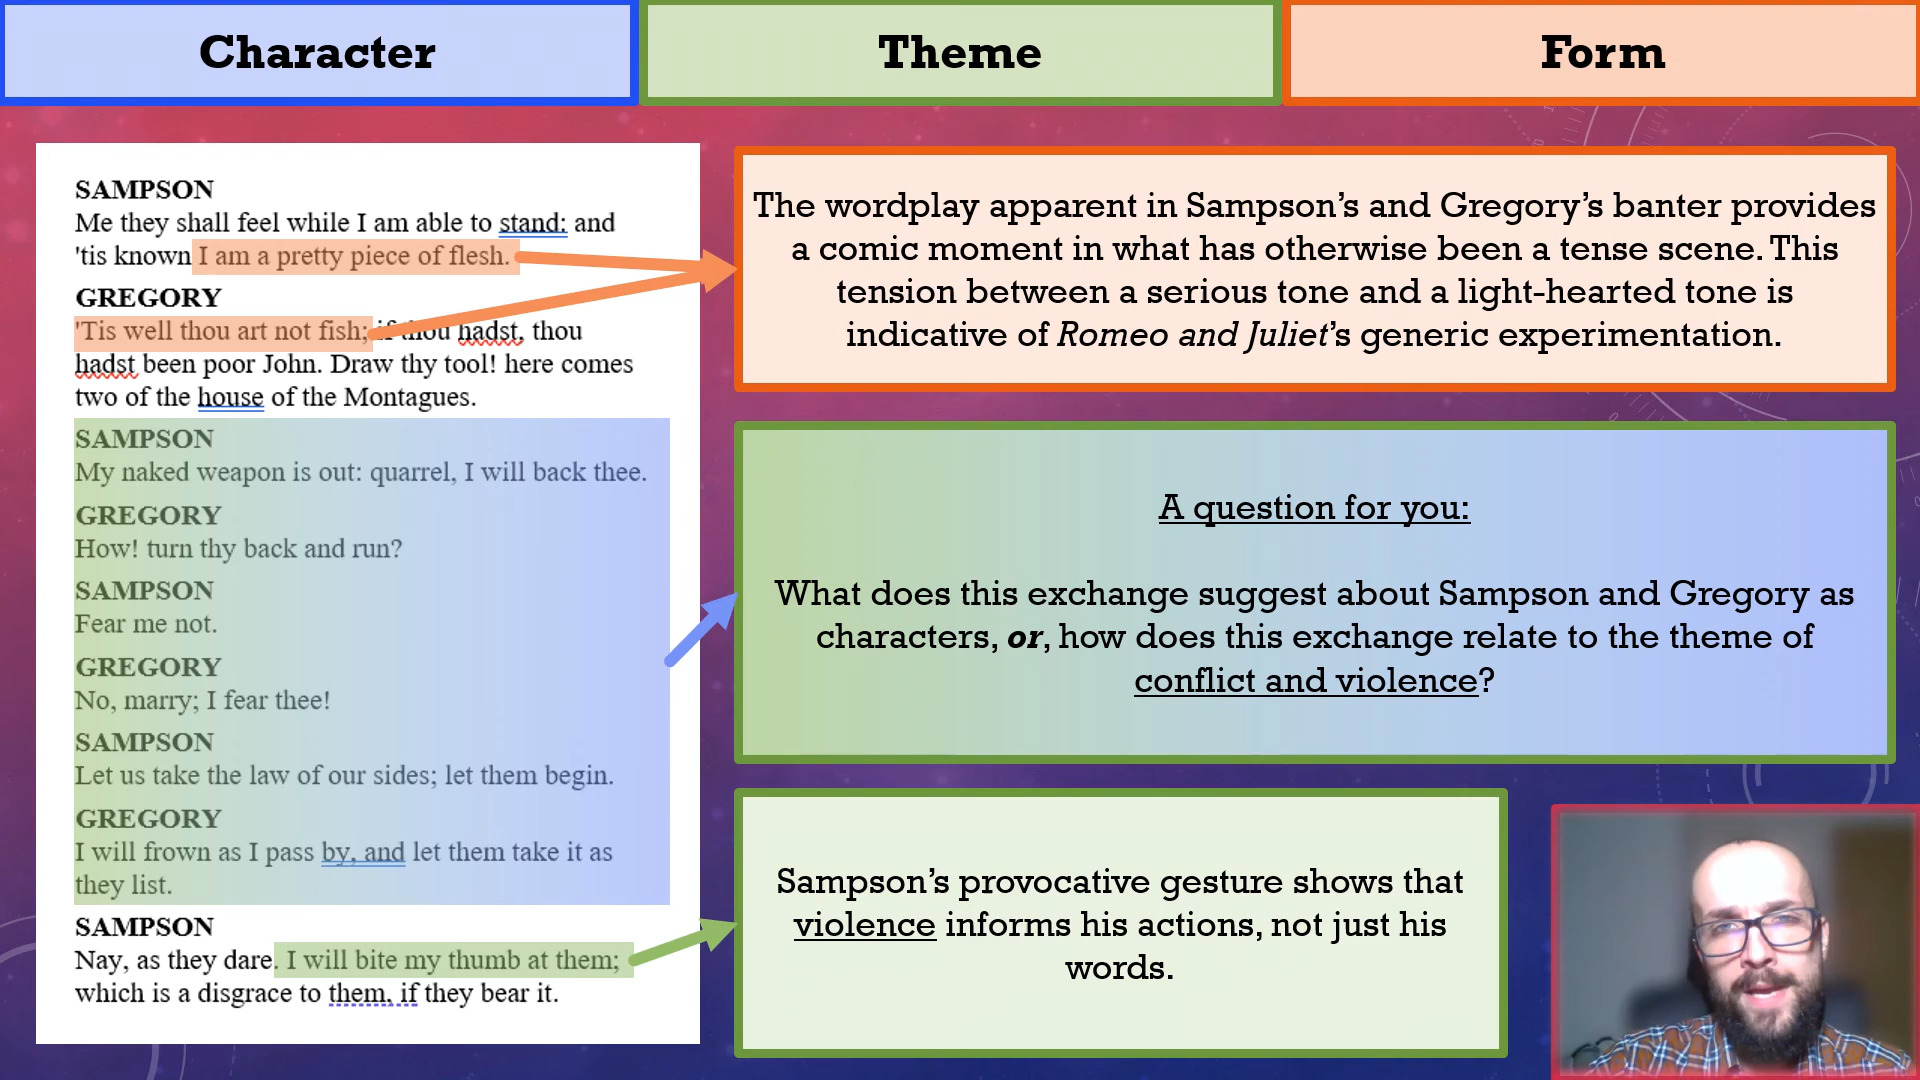 Character
Theme
Form
SAMPSON
Me they shall feel while I am able to stand: and
'tis known I am a pretty piece of flesh.
GREGORY
'Tis well thou art not fish; if thou hadst, thou
hadst been poor John. Draw thy tool! here comes
two of the house of the Montagues.
SAMPSON
My naked weapon is out: quarrel, I will back thee.
GREGORY
How! turn thy back and run?
SAMPSON
Fear me not.
GREGORY
No, marry; I fear thee!
SAMPSON
Let us take the law of our sides; let them begin.
GREGORY
I will frown as I pass by, and let them take it as
they list.
SAMPSON
Nay, as they dare. I will bite my thumb at them;
which is a disgrace to them, if they bear it.
The wordplay apparent in Sampson’s and Gregory’s banter provides
a comic moment in what has otherwise been a tense scene. This
tension between a serious tone and a light-hearted tone is
indicative of Romeo and Juliet’s generic experimentation.
A question for you:
What does this exchange suggest about Sampson and Gregory as
characters, or, how does this exchange relate to the theme of
conflict and violence?
Sampson’s provocative gesture shows that
violence informs his actions, not just his
words.